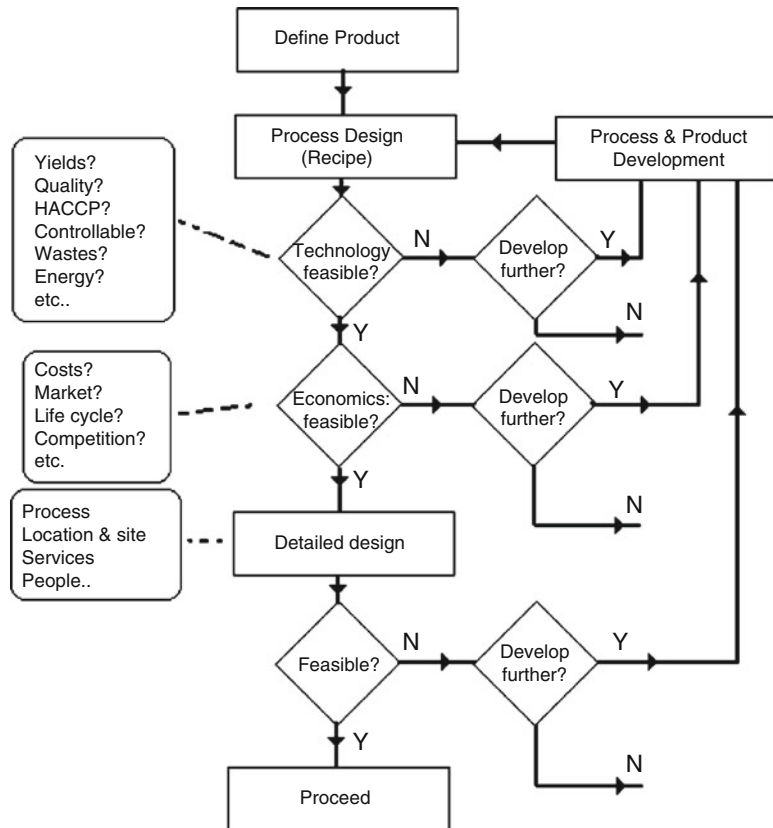 Define Product
Process Design
(Recipe)
Process & Product
Development
Yields?
Quality?
HACCP?
Controllable?
Wastes?
Energy?
etc..
Technology
feasible?
N
Develop
further?
Y
N
Y
Costs?
Market?
Life cycle?
Competition?
etc.
Economics:
feasible?
N
Develop
further?
Y
N
Y
Process
Location & site
Services
People..
Detailed design
Feasible?
N
Develop
further?
Y
N
Y
Proceed